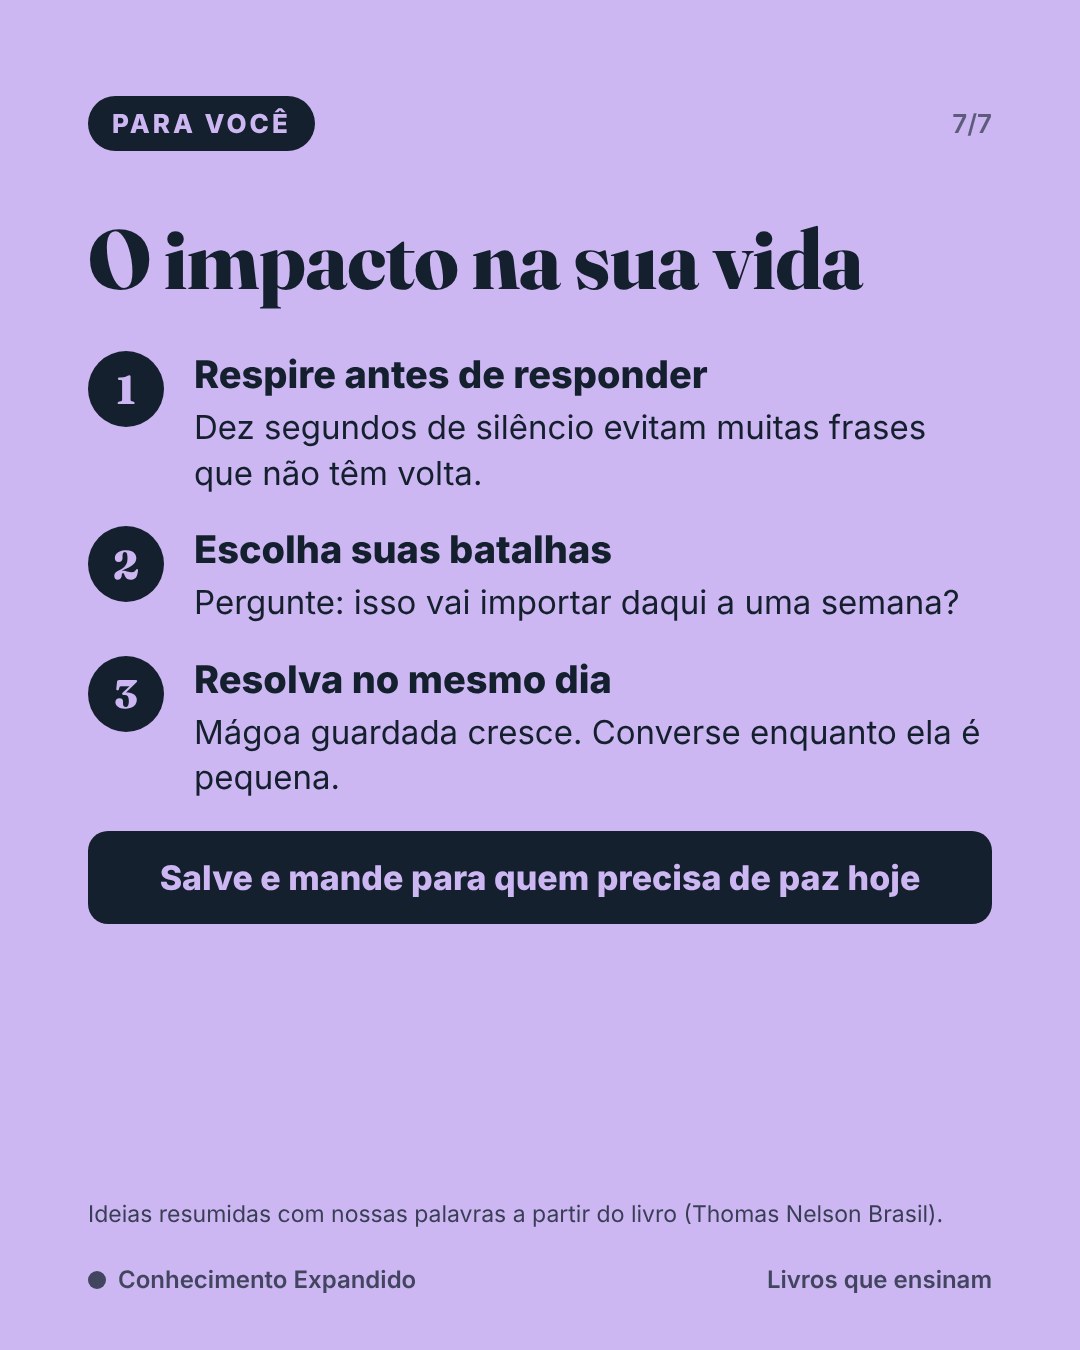 PARA VOCÊ
7/7
O impacto na sua vida
1
Respire antes de responder
Dez segundos de silêncio evitam muitas frases
que não têm volta.
2
Escolha suas batalhas
Pergunte: isso vai importar daqui a uma semana?
3
Resolva no mesmo dia
Mágoa guardada cresce. Converse enquanto ela é
pequena.
Salve e mande para quem precisa de paz hoje
Ideias resumidas com nossas palavras a partir do livro (Thomas Nelson Brasil).
Conhecimento Expandido
Livros que ensinam